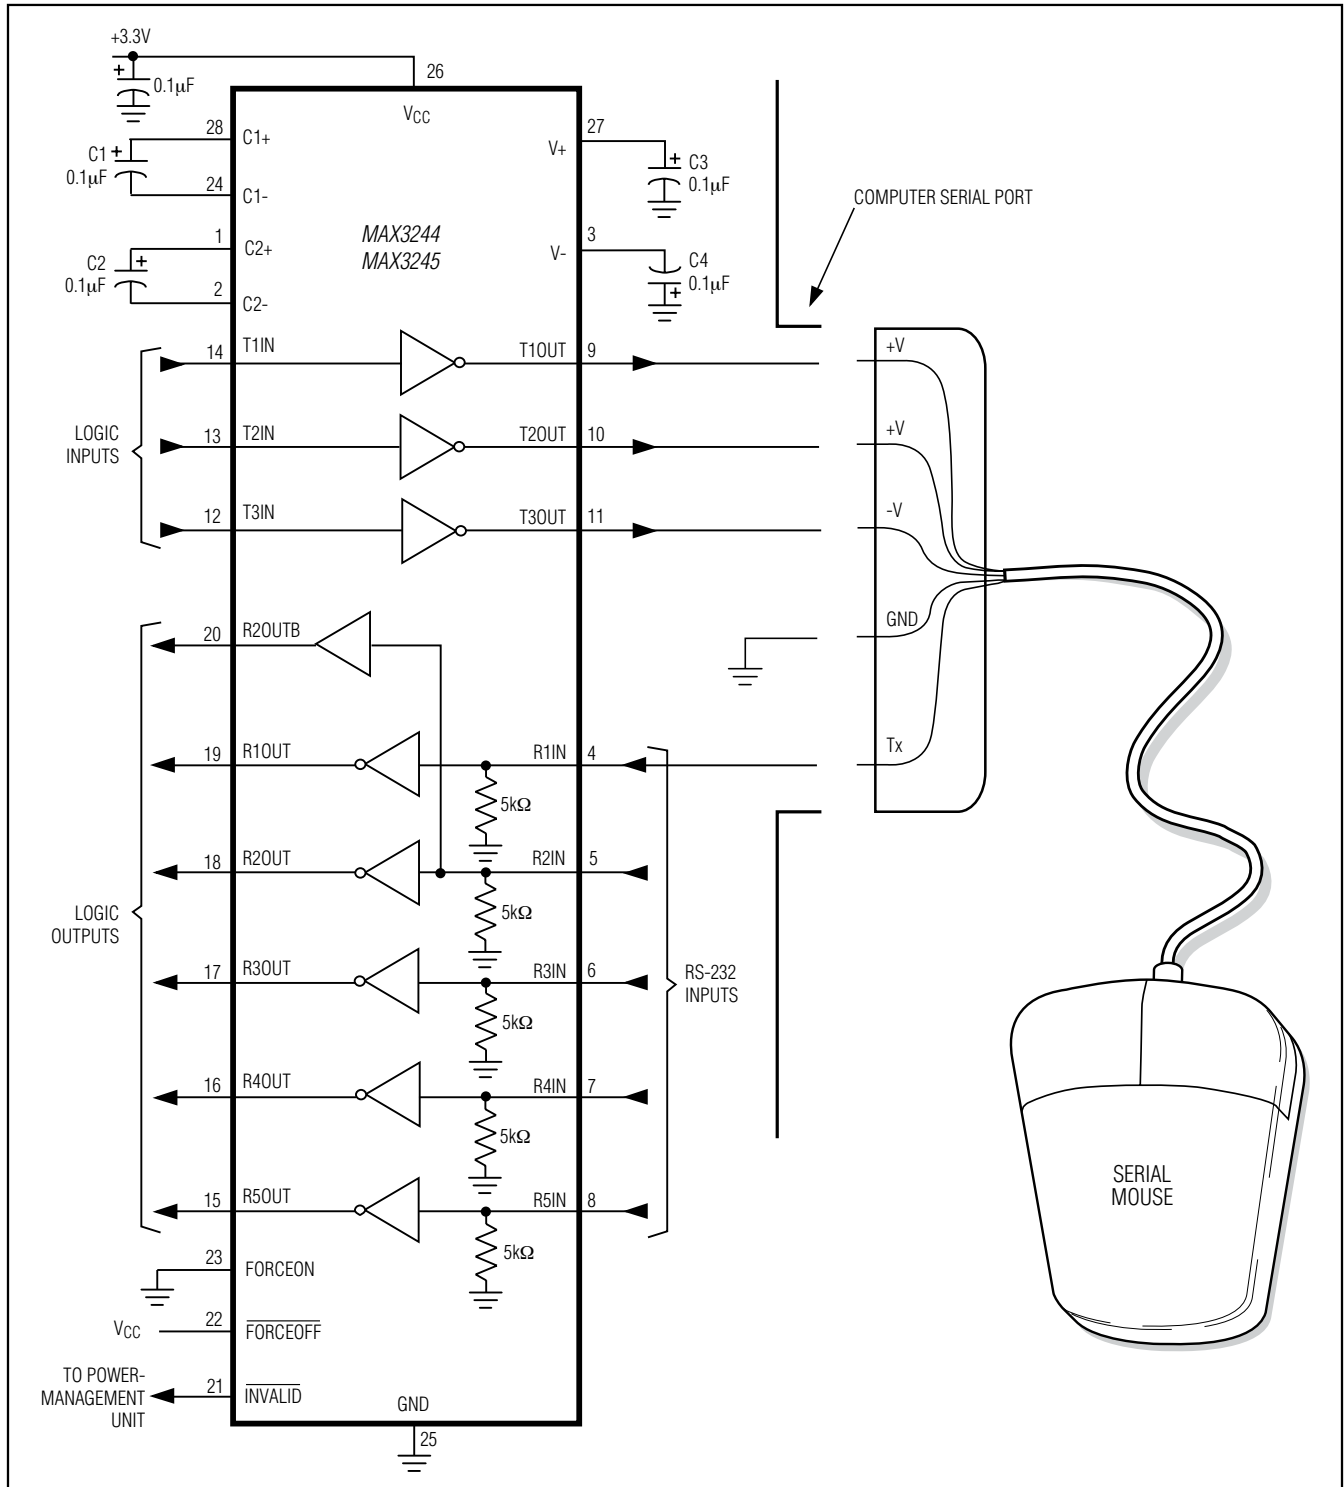 +3.3V
+
0.1µF
26
VCC
28
C1+
C1
+
0.1µF
24
C1-
1
C2+
C2
+
0.1µF
2
C2-
MAX3244
MAX3245
27
V+
+
C3
0.1µF
3
V-
C4
0.1µF
+
COMPUTER SERIAL PORT
LOGIC
INPUTS
14
T1IN
T1OUT
9
+V
13
T2IN
T2OUT
10
+V
12
T3IN
T3OUT
11
-V
GND
Tx
LOGIC
OUTPUTS
20
R2OUTB
19
R1OUT
R1IN
4
5kΩ
18
R2OUT
R2IN
5
5kΩ
17
R3OUT
R3IN
6
5kΩ
16
R4OUT
R4IN
7
5kΩ
15
R5OUT
R5IN
8
5kΩ
RS-232
INPUTS
23
FORCEON
VCC
22
FORCEOFF
TO POWER-
MANAGEMENT
UNIT
21
INVALID
GND
25
SERIAL
MOUSE